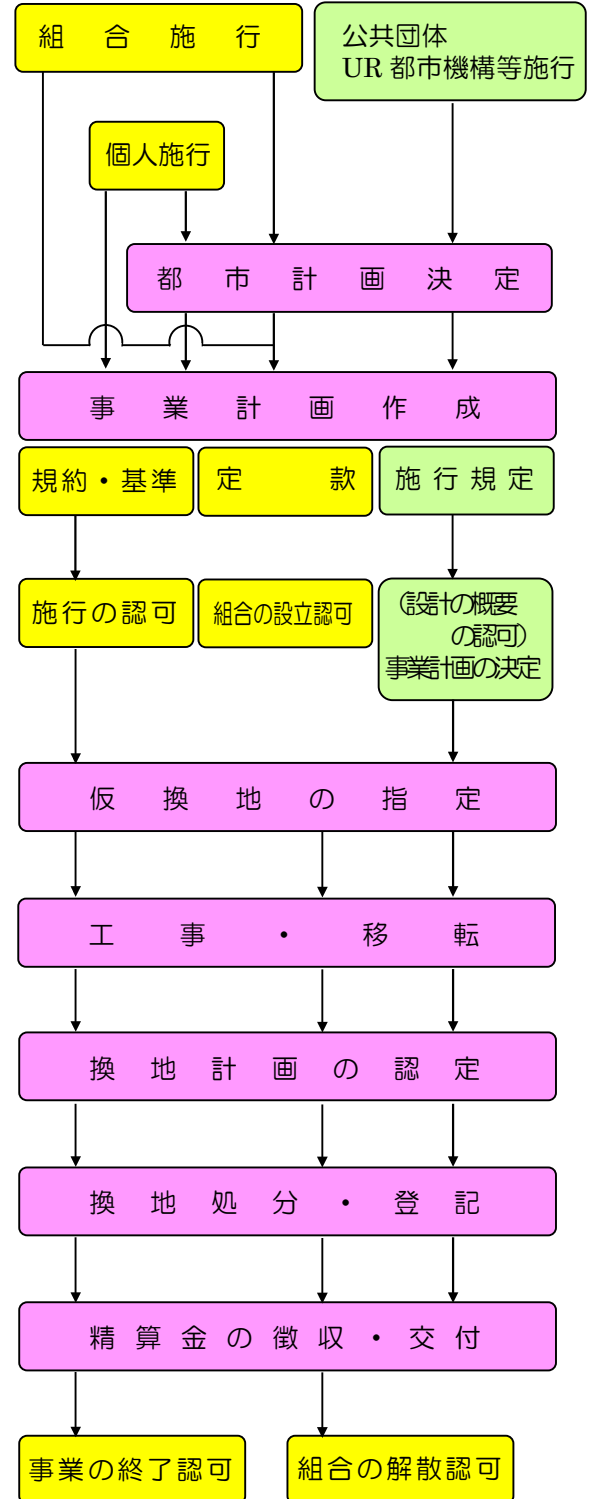 組合施行
公共団体
UR 都市機構等施行
個人施行
都市計画決定
事業計画作成
規約・基準
定款
施行規定
施行の認可
組合の設立認可
(設計の概要
の認可)
事業計画の決定
仮換地の指定
工事・移転
換地計画の認定
換地処分・登記
精算金の徴収・交付
事業の終了認可
組合の解散認可